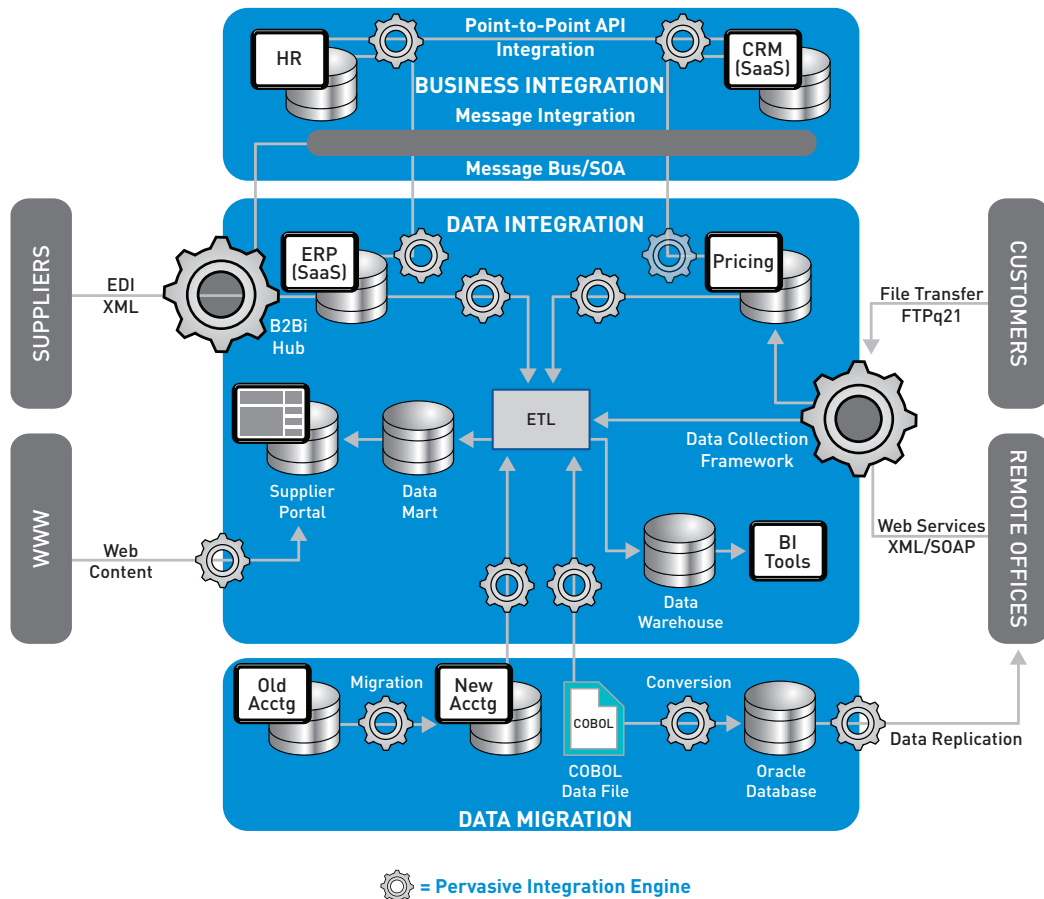 Point-to-Point API
Integration
HR
CRM
(SaaS)
BUSINESS INTEGRATION
Message Integration
Message Bus/SOA
DATA INTEGRATION
SUPPLIERS
EDI
XML
B2Bi
Hub
ERP
(SaaS)
Pricing
CUSTOMERS
File Transfer
FTPq21
ETL
Data Collection
Framework
Supplier
Portal
Data
Mart
WWW
Web
Content
Data
Warehouse
BI
Tools
Web Services
XML/SOAP
REMOTE OFFICES
Old
Acctg
Migration
New
Acctg
COBOL
COBOL
Data File
Conversion
Oracle
Database
Data Replication
DATA MIGRATION
= Pervasive Integration Engine